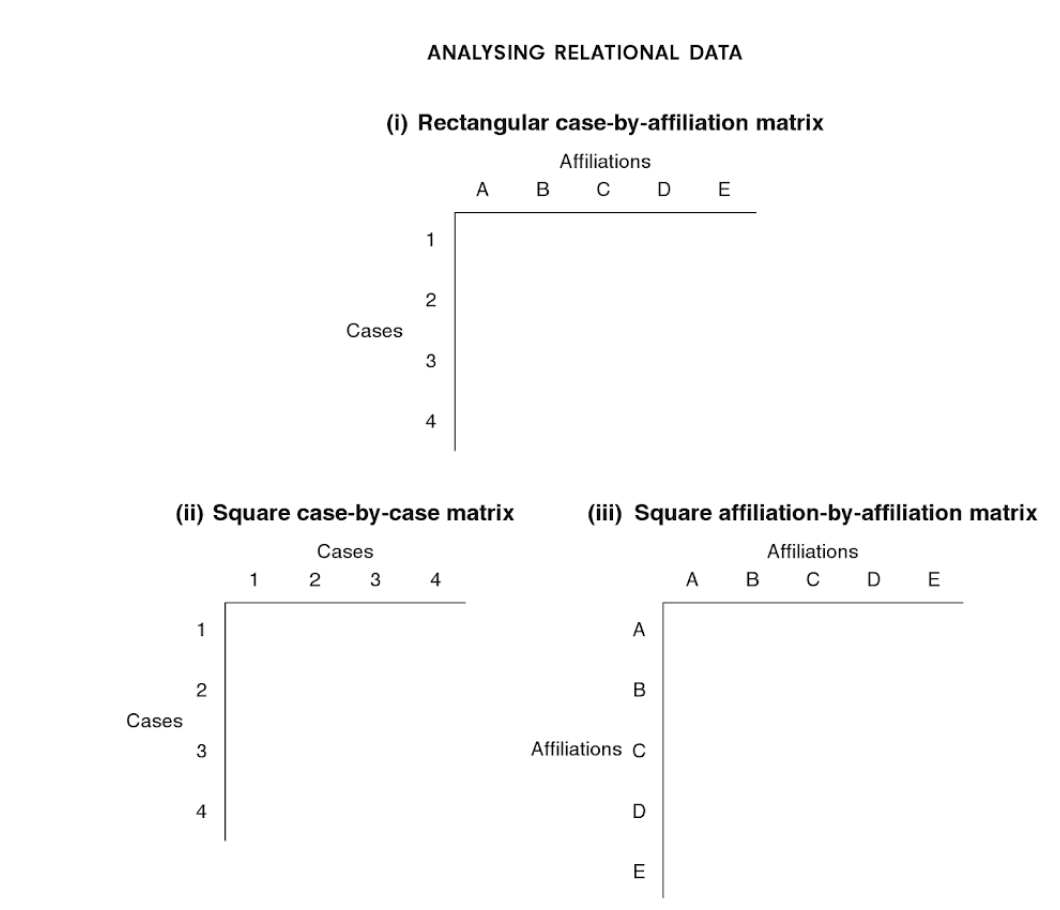 ANALYSING RELATIONAL DATA
(i) Rectangular case-by-affiliation matrix
Affiliations
A B C D E
1
2
Cases
3
4
(ii) Square case-by-case matrix
Cases
1 2 3 4
1
2
Cases
3
4
(iii) Square affiliation-by-affiliation matrix
Affiliations
A B C D E
A
B
Affiliations C
D
E